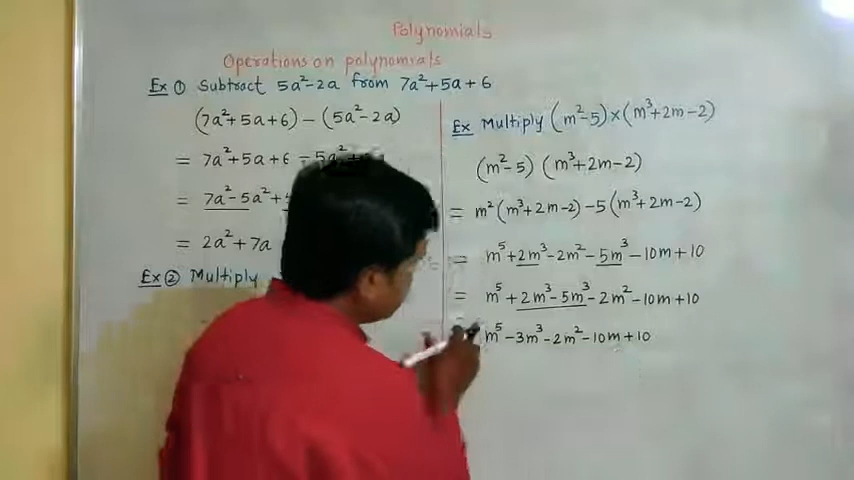 Polynomials
Operations on polynomials
Ex ① Subtract 5a²-2a from 7a²+5a+6
(7a²+5a+6) - (5a²-2a)
= 7a²+5a+6 - 5a²
= 7a²-5a²+
= 2a²+7a
Ex ② Multiply
Ex Multiply (m²-5)×(m³+2m-2)
(m²-5) (m³+2m-2)
= m²(m³+2m-2) -5(m³+2m-2)
= m⁵+2m³-2m²-5m³-10m+10
= m⁵+2m³-5m³-2m²-10m+10
m⁵-3m³-2m²-10m+10